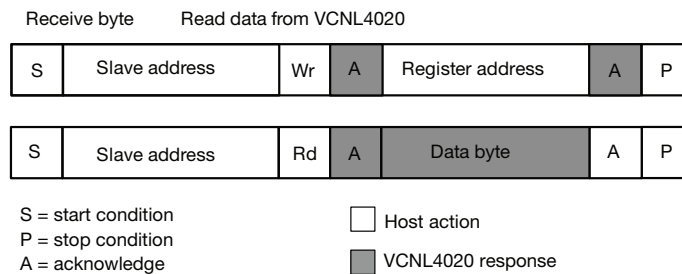 Receive byte Read data from VCNL4020
S Slave address Wr A Register address A P
S Slave address Rd A Data byte A P
S = start condition
P = stop condition
A = acknowledge
Host action
VCNL4020 response